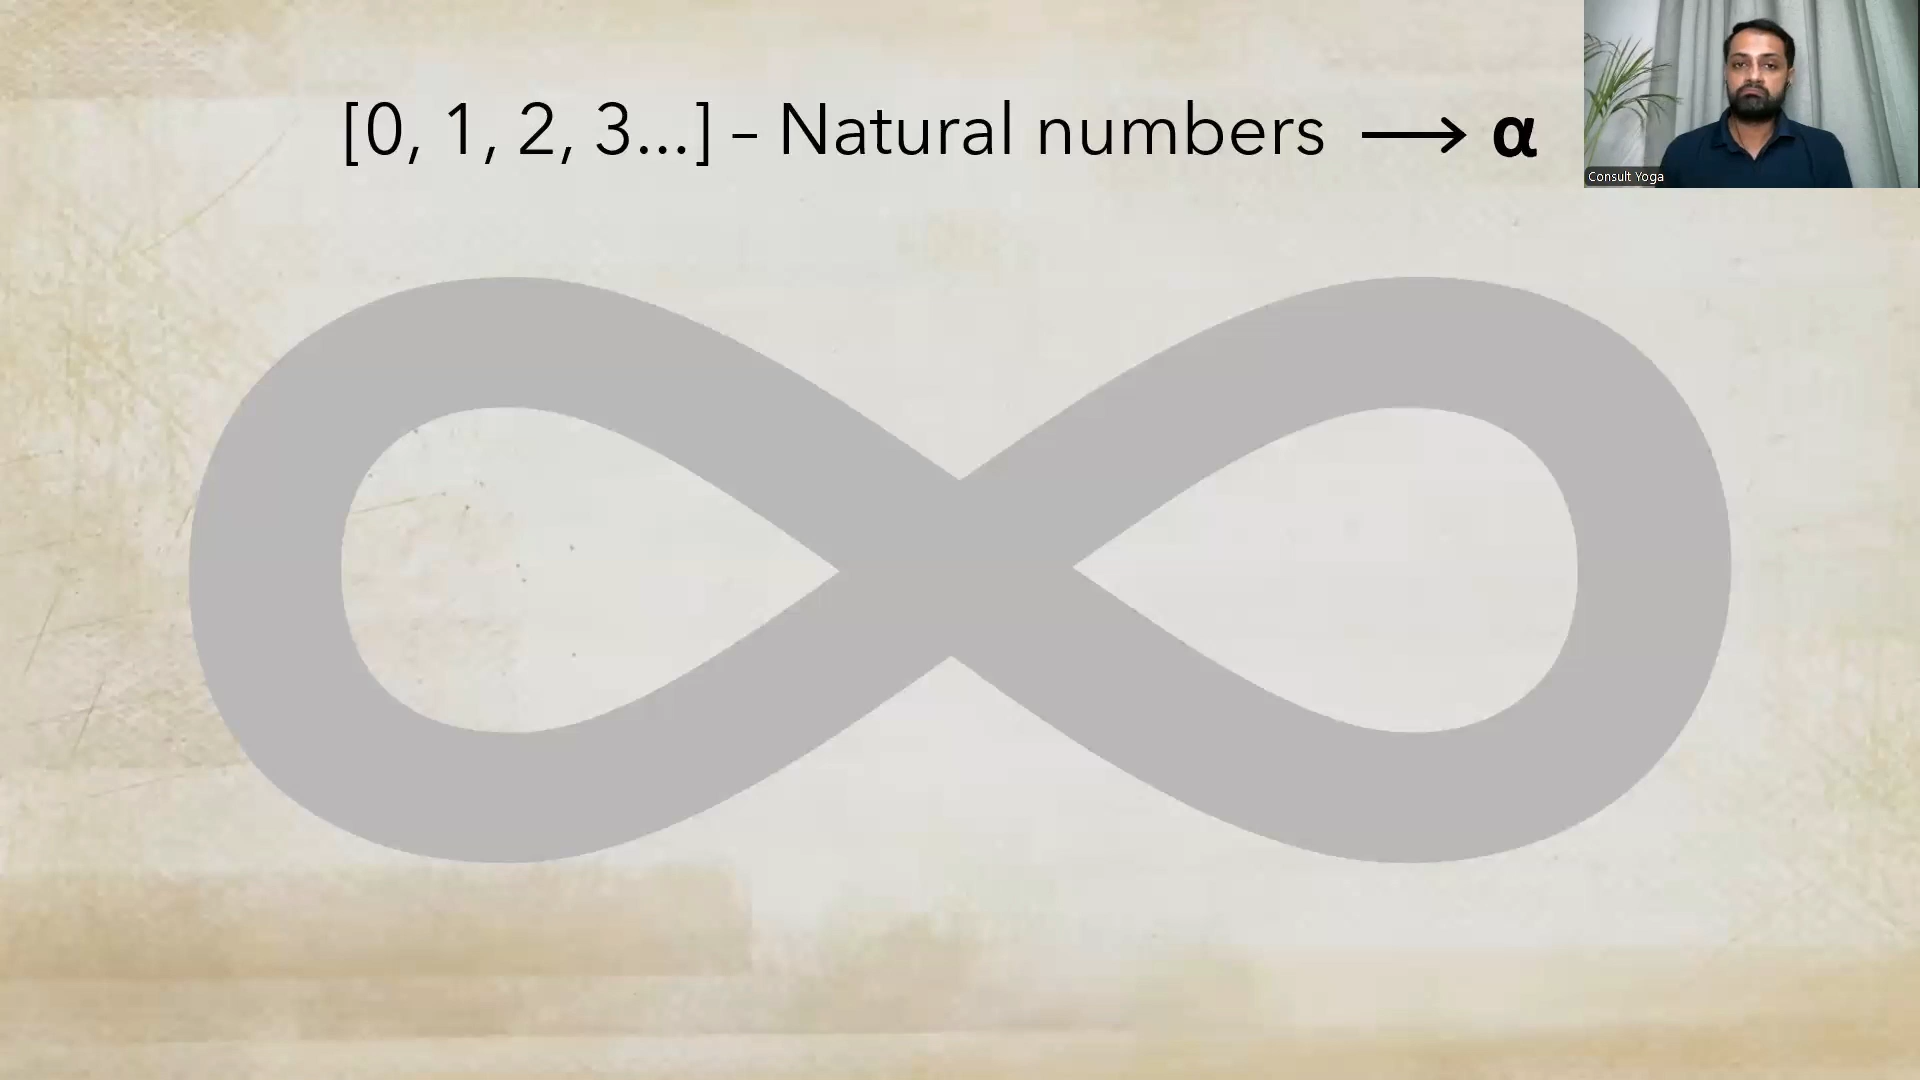 [0, 1, 2, 3...] – Natural numbers ⟶ α
Consult Yoga